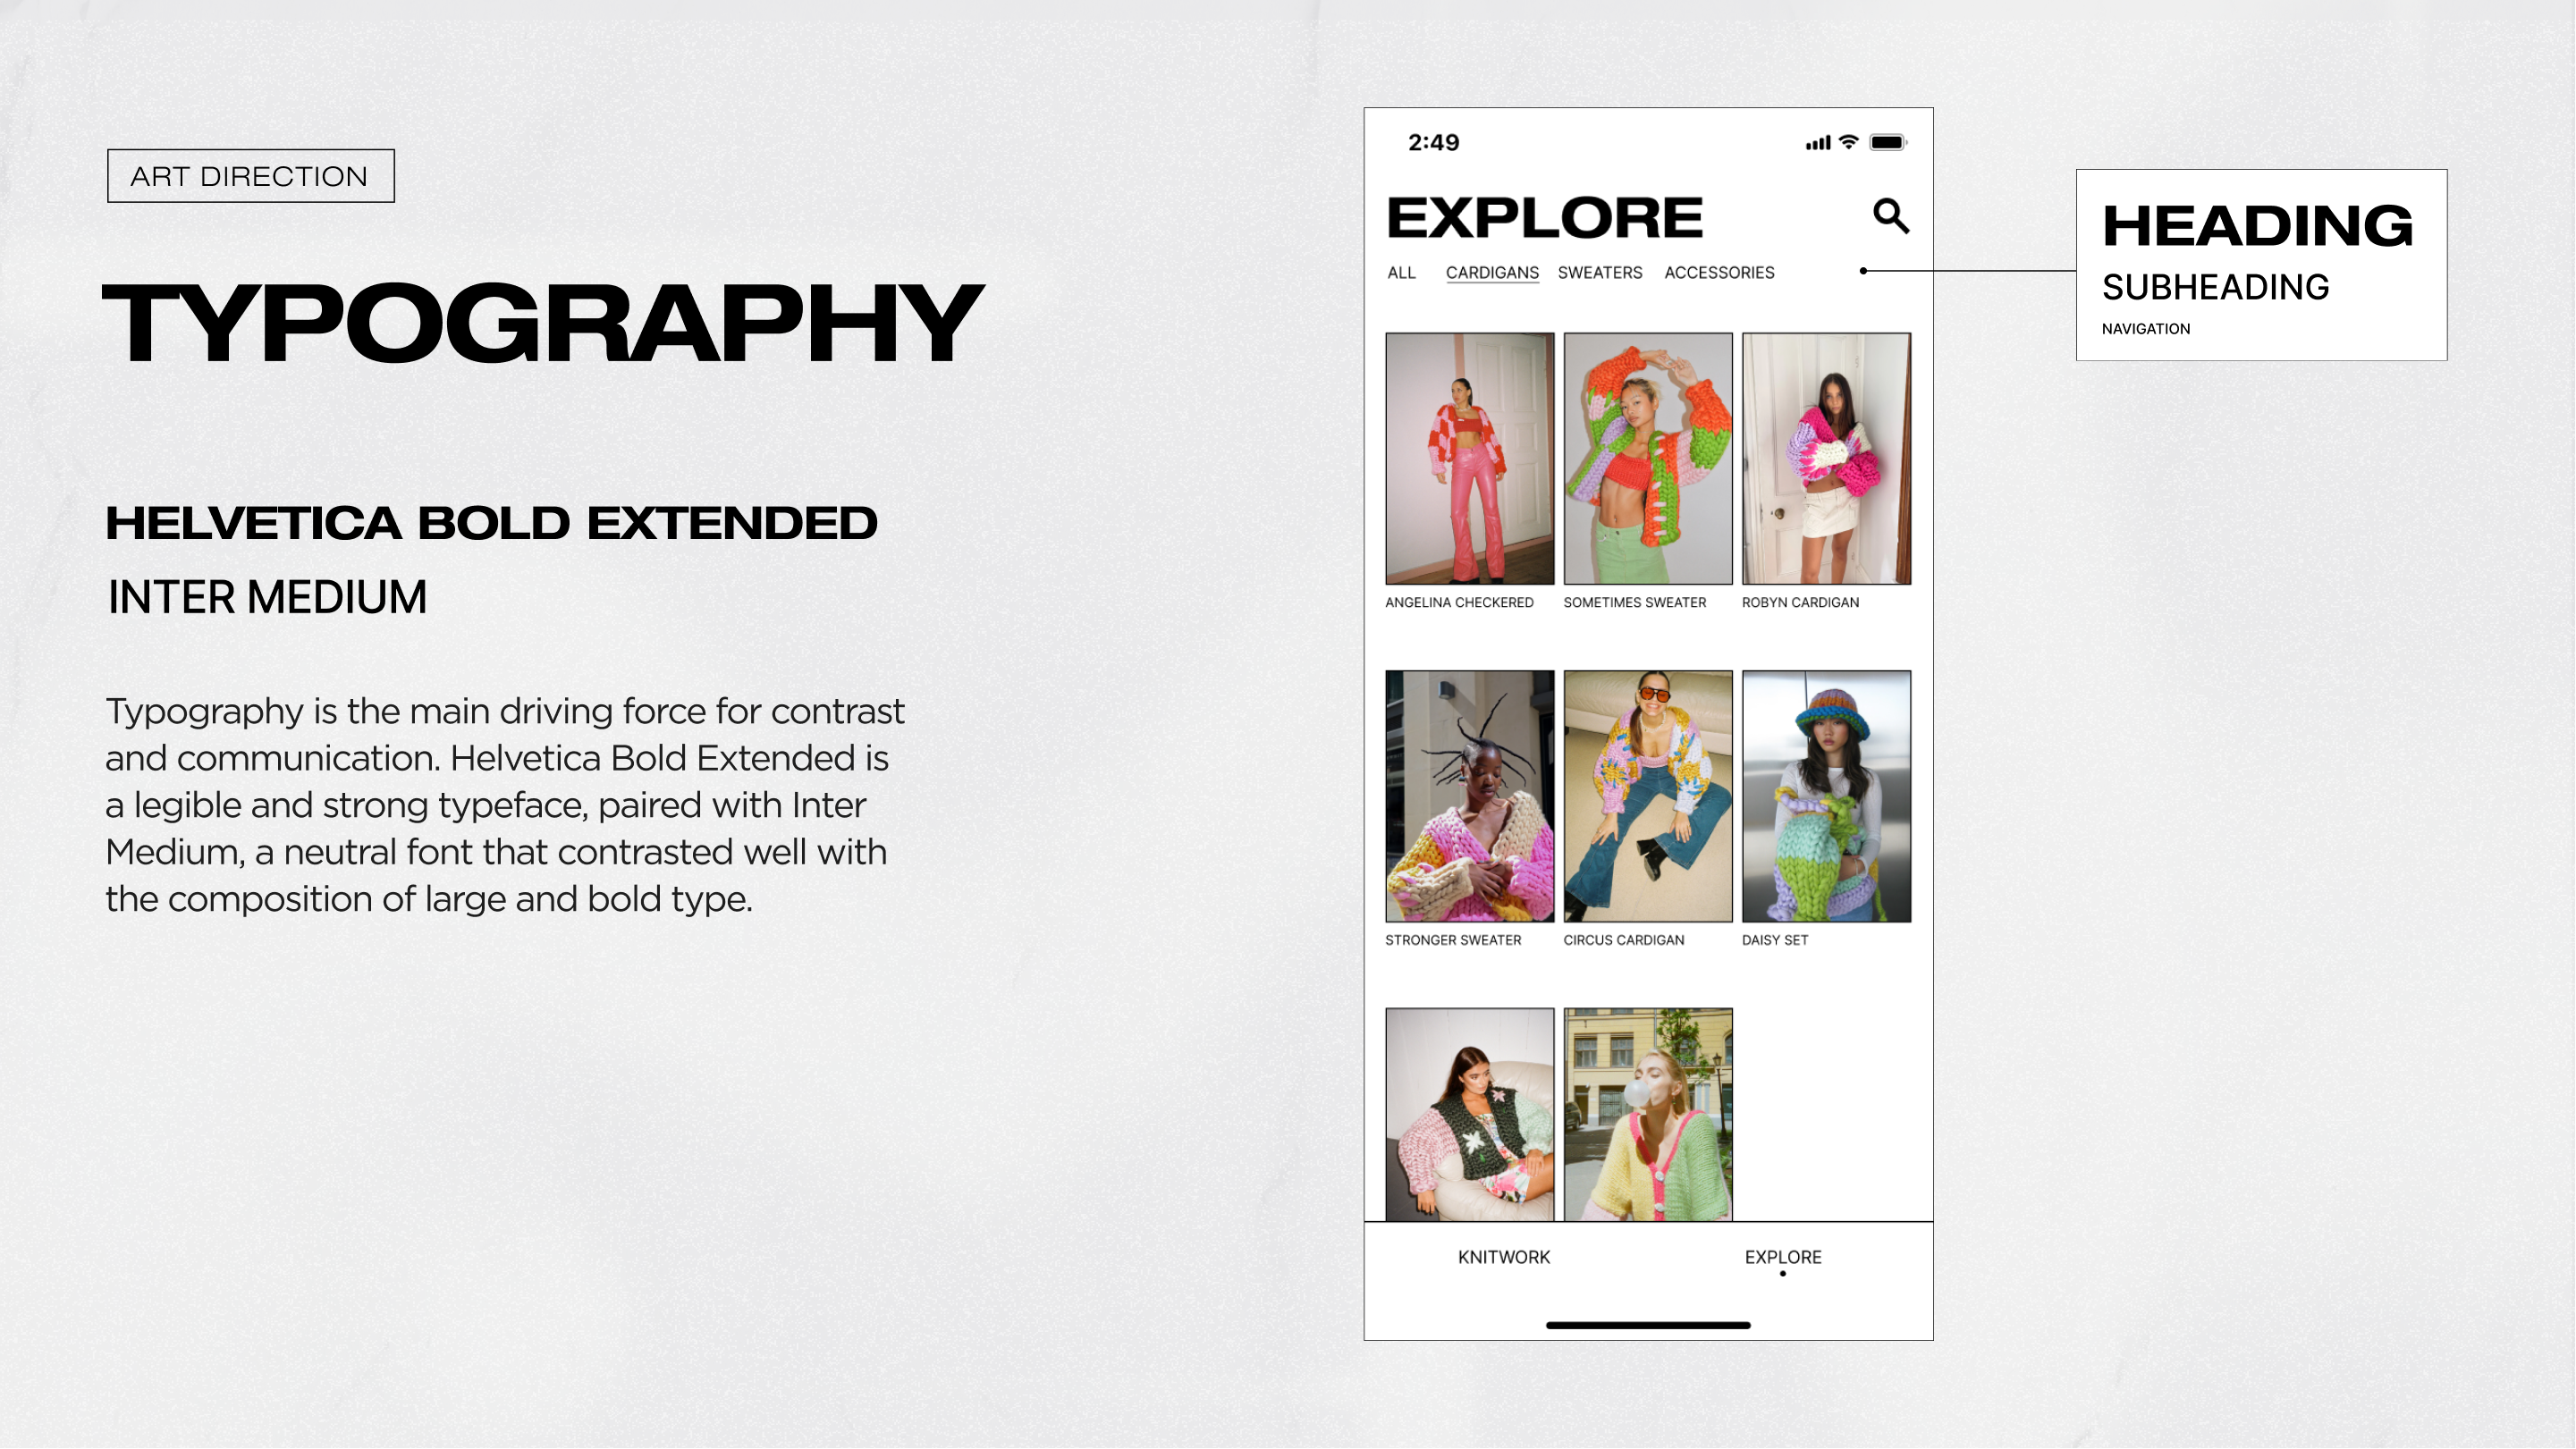 ART DIRECTION
TYPOGRAPHY
HELVETICA BOLD EXTENDED
INTER MEDIUM
Typography is the main driving force for contrast
and communication. Helvetica Bold Extended is
a legible and strong typeface, paired with Inter
Medium, a neutral font that contrasted well with
the composition of large and bold type.
2:49
EXPLORE
ALL CARDIGANS SWEATERS ACCESSORIES
ANGELINA CHECKERED SOMETIMES SWEATER ROBYN CARDIGAN
STRONGER SWEATER CIRCUS CARDIGAN DAISY SET
KNITWORK EXPLORE
HEADING
SUBHEADING
NAVIGATION